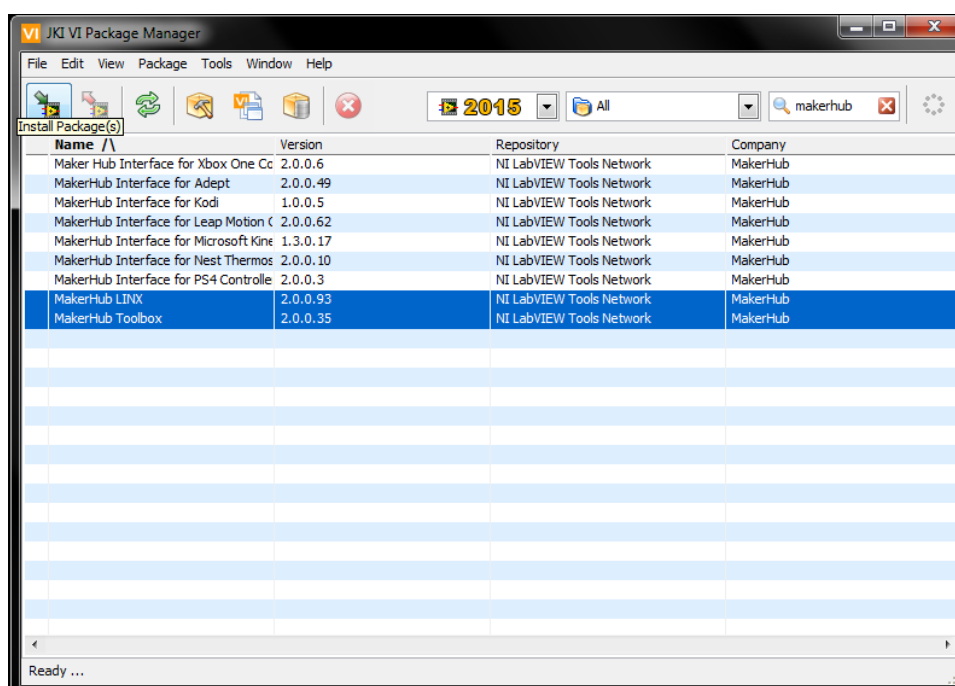 VI JKI VI Package Manager
File Edit View Package Tools Window Help
VI 2015 All makerhub
Install Package(s)
Name /\ Version Repository Company
Maker Hub Interface for Xbox One Co 2.0.0.6 NI LabVIEW Tools Network MakerHub
MakerHub Interface for Adept 2.0.0.49 NI LabVIEW Tools Network MakerHub
MakerHub Interface for Kodi 1.0.0.5 NI LabVIEW Tools Network MakerHub
MakerHub Interface for Leap Motion ( 2.0.0.62 NI LabVIEW Tools Network MakerHub
MakerHub Interface for Microsoft Kine 1.3.0.17 NI LabVIEW Tools Network MakerHub
MakerHub Interface for Nest Thermos 2.0.0.10 NI LabVIEW Tools Network MakerHub
MakerHub Interface for PS4 Controlle 2.0.0.3 NI LabVIEW Tools Network MakerHub
MakerHub LINX 2.0.0.93 NI LabVIEW Tools Network MakerHub
MakerHub Toolbox 2.0.0.35 NI LabVIEW Tools Network MakerHub
Ready ...